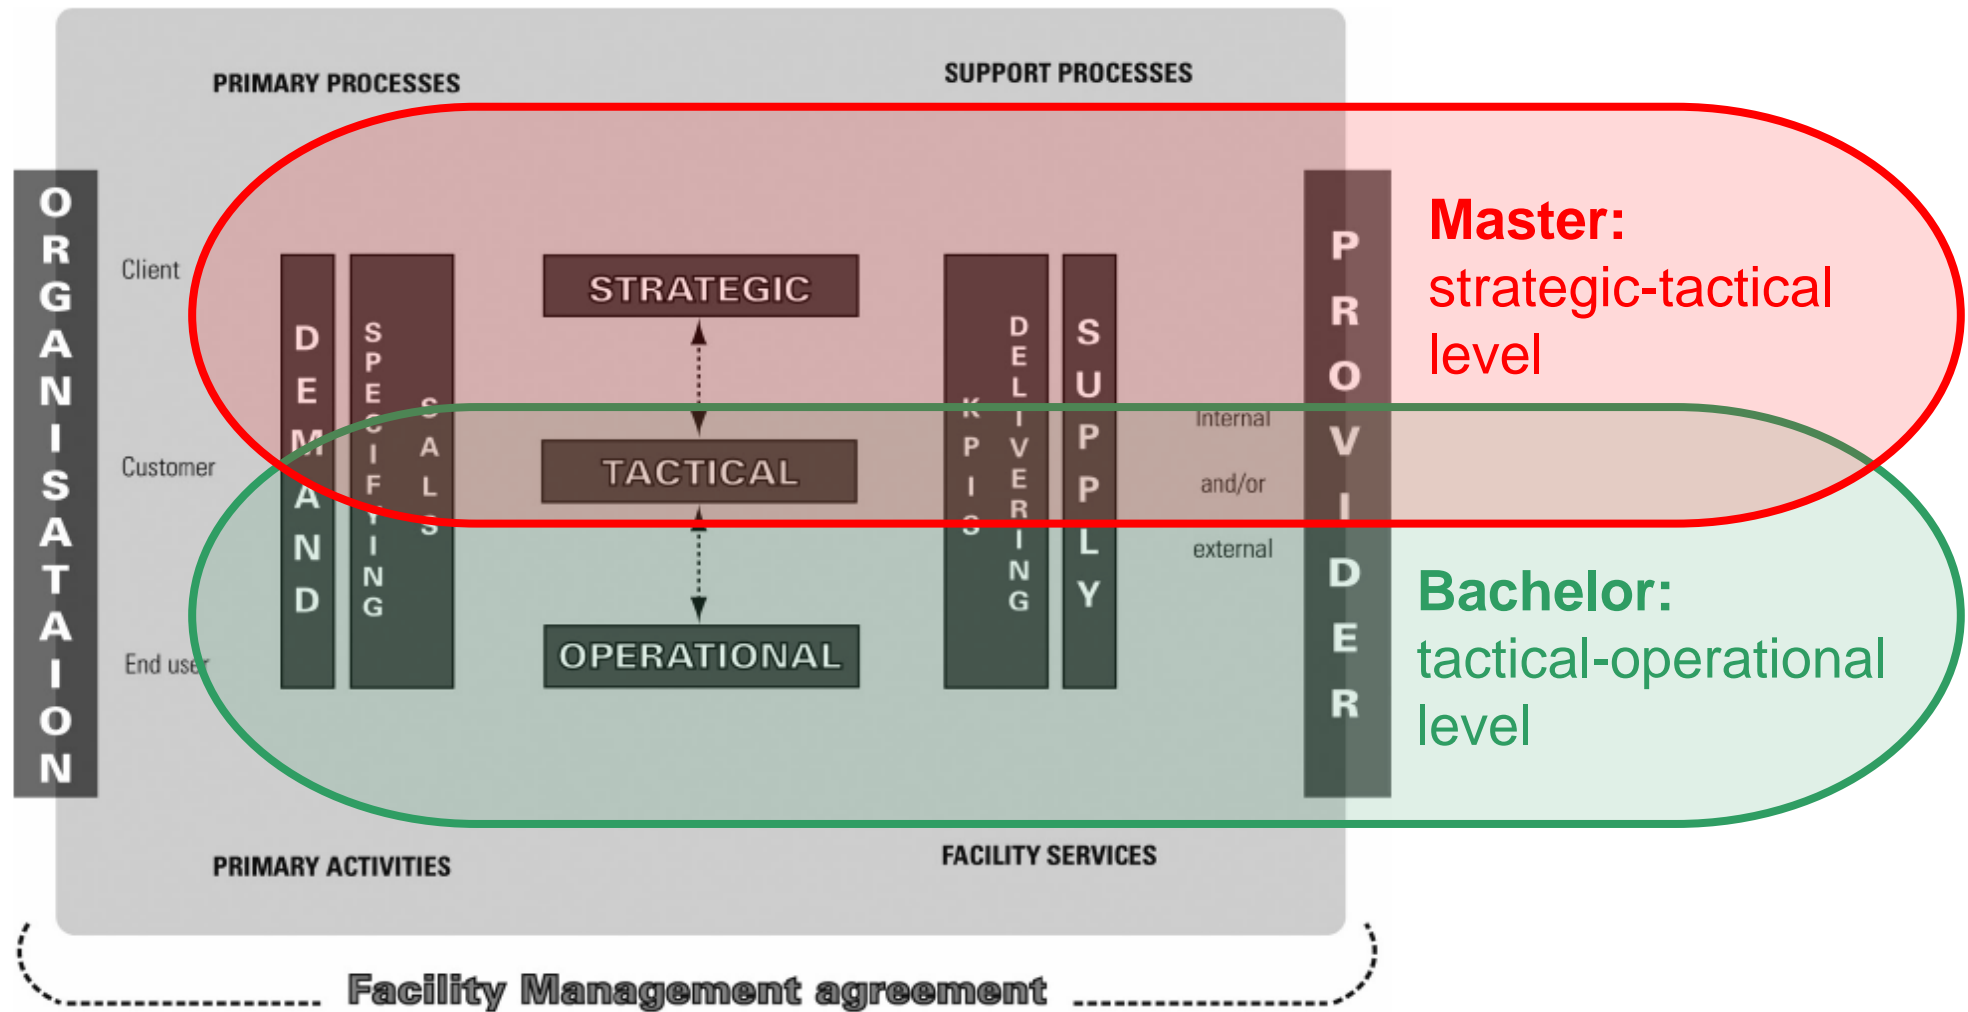 PRIMARY PROCESSES
SUPPORT PROCESSES
ORGANISATAION
Client
Customer
End user
DEMAND
SPECIFYING
SALS
STRATEGIC
TACTICAL
OPERATIONAL
KPIS
DELIVERING
SUPPLY
Internal
and/or
external
PROVIDER
Master:
strategic-tactical
level
Bachelor:
tactical-operational
level
PRIMARY ACTIVITIES
FACILITY SERVICES
Facility Management agreement